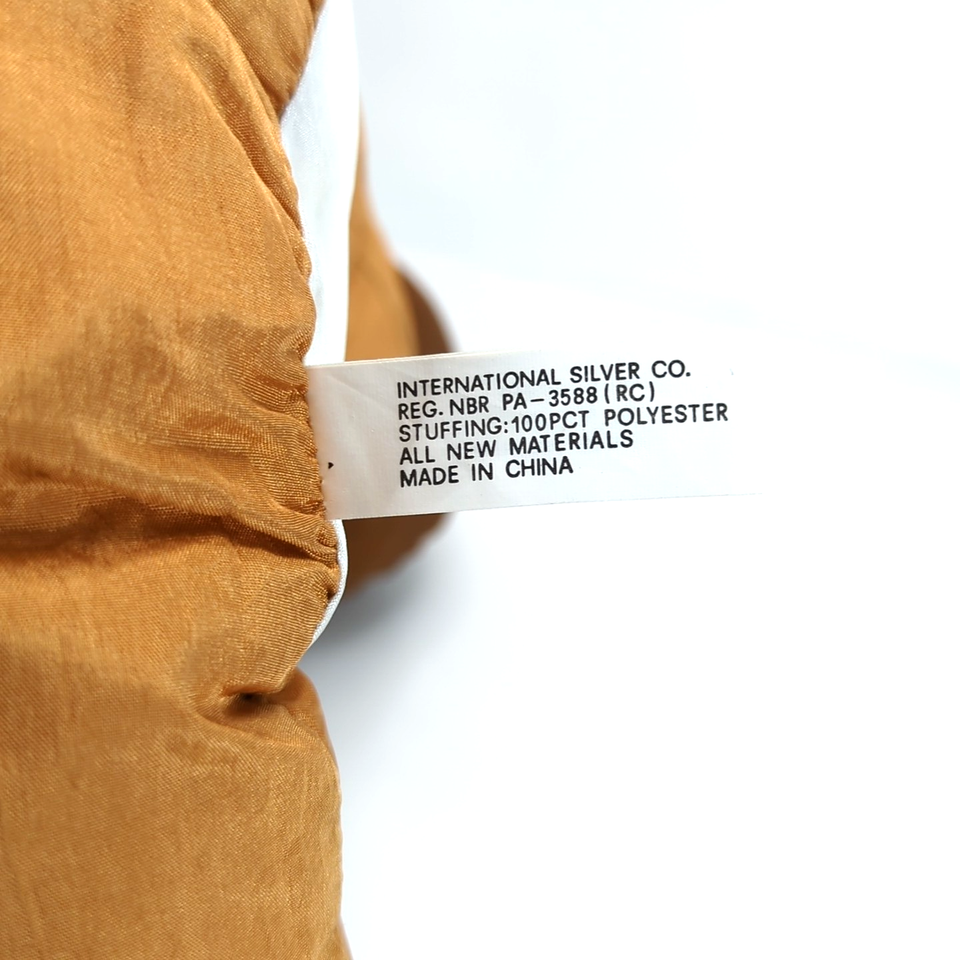 INTERNATIONAL SILVER CO.
REG. NBR PA-3588 (RC)
STUFFING: 100PCT POLYESTER
ALL NEW MATERIALS
MADE IN CHINA